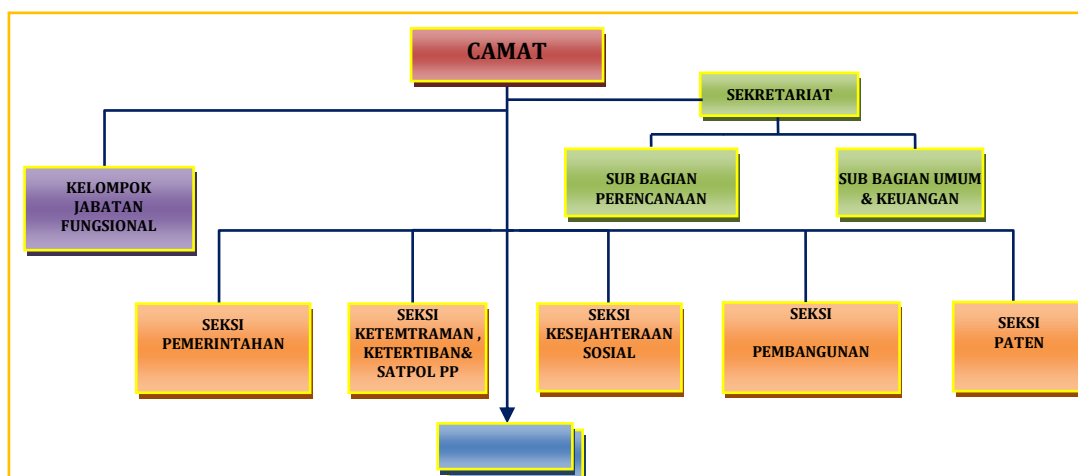 CAMAT
SEKRETARIAT
KELOMPOK
JABATAN
FUNGSIONAL
SUB BAGIAN
PERENCANAAN
SUB BAGIAN UMUM
& KEUANGAN
SEKSI
PEMERINTAHAN
SEKSI
KETEMTRAMAN ,
KETERTIBAN&
SATPOL PP
SEKSI
KESEJAHTERAAN
SOSIAL
SEKSI
PEMBANGUNAN
SEKSI
PATEN